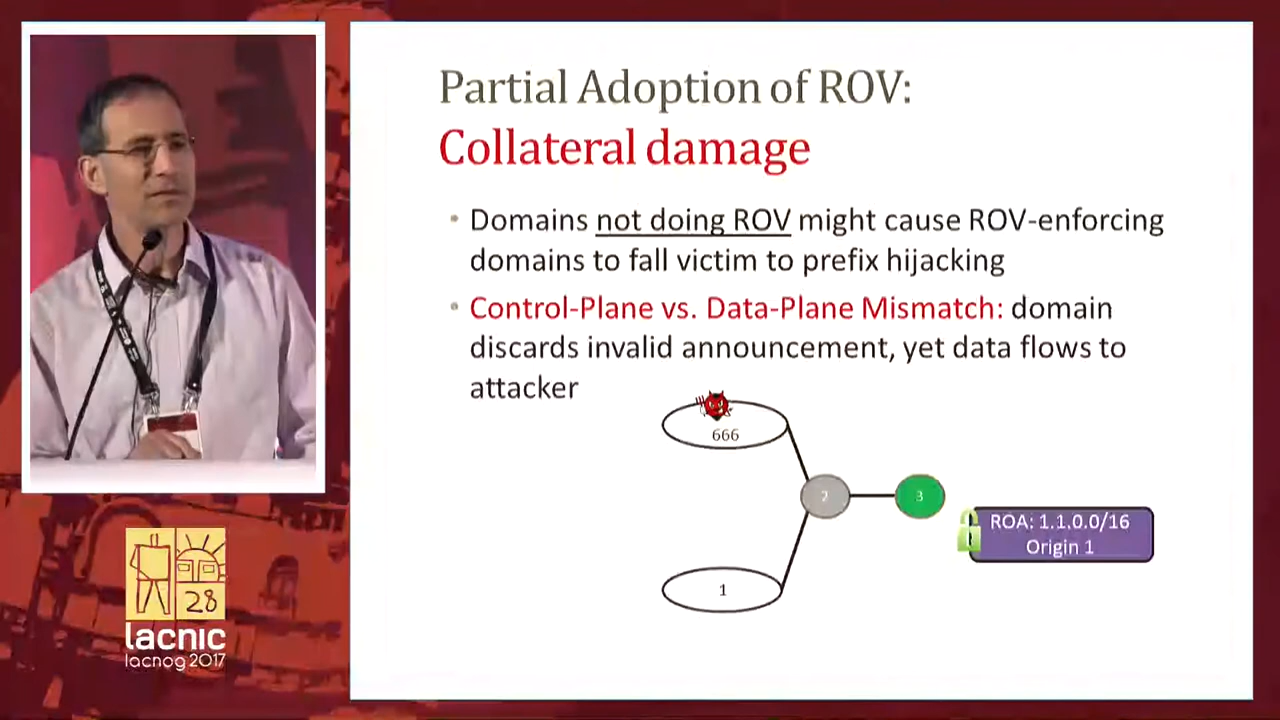 Partial Adoption of ROV:
Collateral damage
Domains not doing ROV might cause ROV-enforcing
domains to fall victim to prefix hijacking
Control-Plane vs. Data-Plane Mismatch: domain
discards invalid announcement, yet data flows to
attacker
666
2
3
ROA: 1.1.0.0/16
Origin 1
1
28
lacnic
lacnog 2017